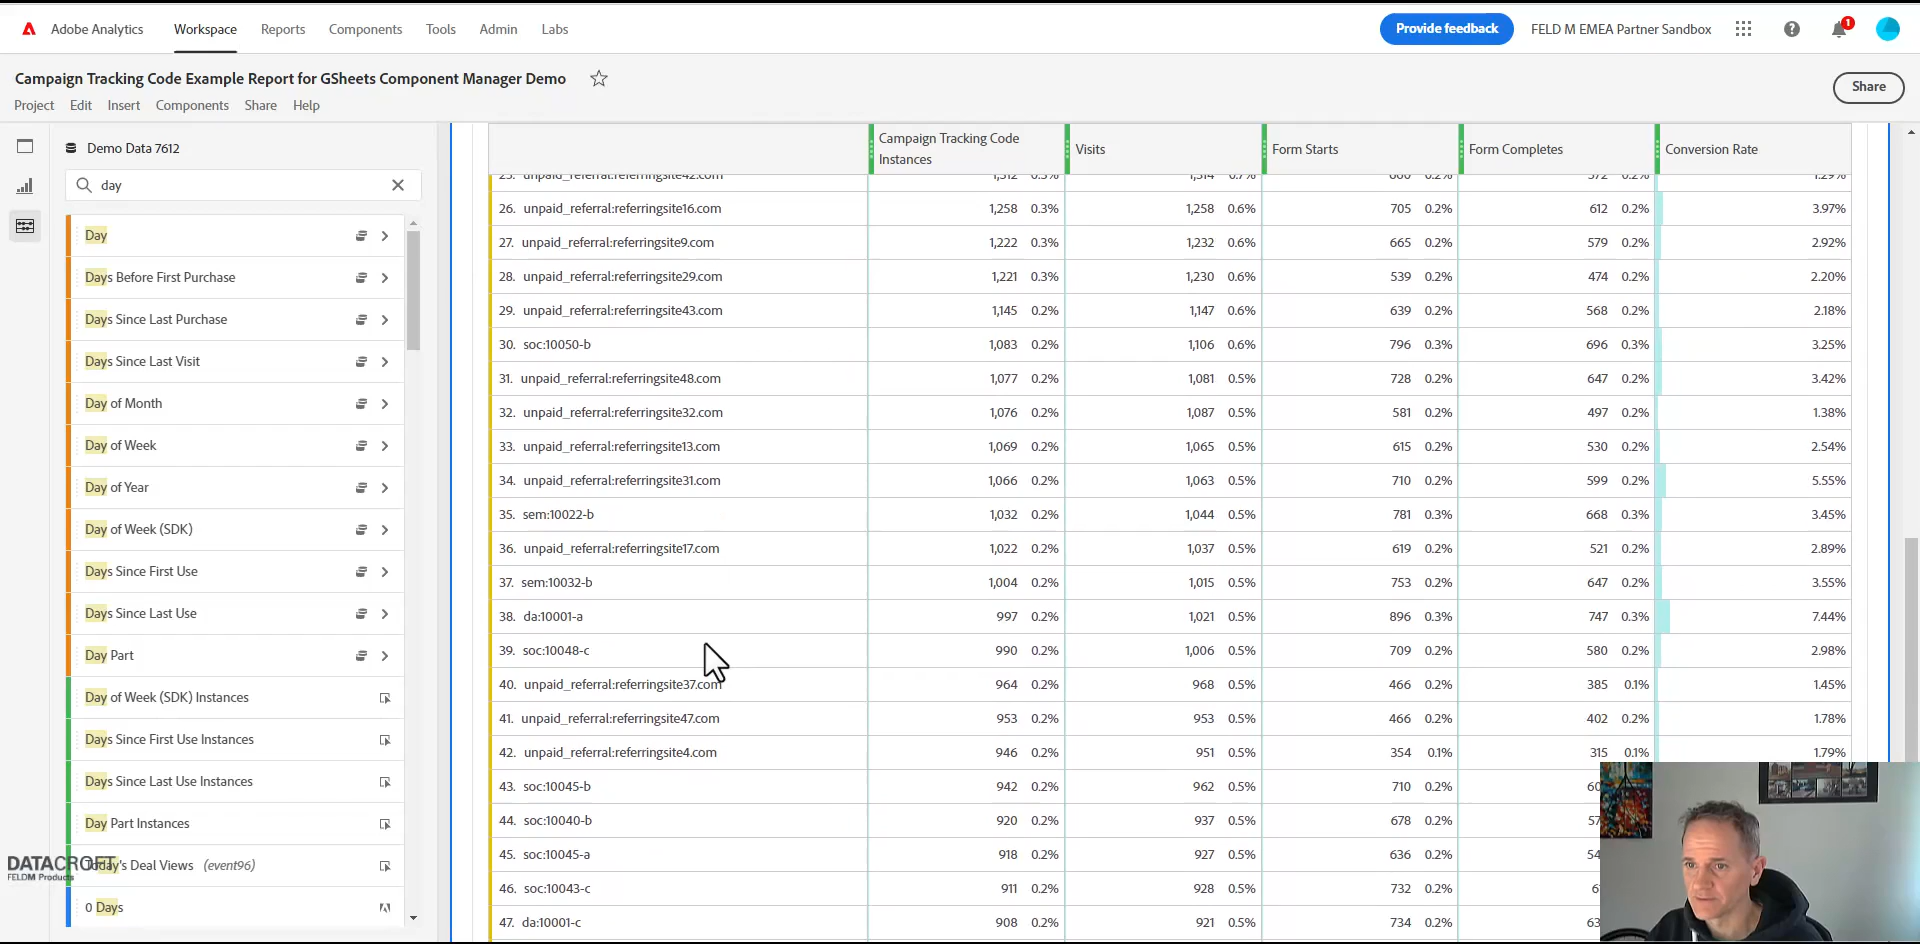 Adobe Analytics Workspace Reports Components Tools Admin Labs Provide feedback FELD M EMEA Partner Sandbox 1
Campaign Tracking Code Example Report for GSheets Component Manager Demo
Share
Project Edit Insert Components Share Help
Demo Data 7612
day
Day
Days Before First Purchase
Days Since Last Purchase
Days Since Last Visit
Day of Month
Day of Week
Day of Year
Day of Week (SDK)
Days Since First Use
Days Since Last Use
Day Part
Day of Week (SDK) Instances
Days Since First Use Instances
Days Since Last Use Instances
Day Part Instances
Today's Deal Views (event96)
0 Days
DATACROFT
FELDM Products
Campaign Tracking Code Instances Visits Form Starts Form Completes Conversion Rate
25. unpaid_referral:referringsite42.com 1,312 0.3% 1,314 0.7% 660 0.2% 572 0.2% 1.29%
26. unpaid_referral:referringsite16.com 1,258 0.3% 1,258 0.6% 705 0.2% 612 0.2% 3.97%
27. unpaid_referral:referringsite9.com 1,222 0.3% 1,232 0.6% 665 0.2% 579 0.2% 2.92%
28. unpaid_referral:referringsite29.com 1,221 0.3% 1,230 0.6% 539 0.2% 474 0.2% 2.20%
29. unpaid_referral:referringsite43.com 1,145 0.2% 1,147 0.6% 639 0.2% 568 0.2% 2.18%
30. soc:10050-b 1,083 0.2% 1,106 0.6% 796 0.3% 696 0.3% 3.25%
31. unpaid_referral:referringsite48.com 1,077 0.2% 1,081 0.5% 728 0.2% 647 0.2% 3.42%
32. unpaid_referral:referringsite32.com 1,076 0.2% 1,087 0.5% 581 0.2% 497 0.2% 1.38%
33. unpaid_referral:referringsite13.com 1,069 0.2% 1,065 0.5% 615 0.2% 530 0.2% 2.54%
34. unpaid_referral:referringsite31.com 1,066 0.2% 1,063 0.5% 710 0.2% 599 0.2% 5.55%
35. sem:10022-b 1,032 0.2% 1,044 0.5% 781 0.3% 668 0.3% 3.45%
36. unpaid_referral:referringsite17.com 1,022 0.2% 1,037 0.5% 619 0.2% 521 0.2% 2.89%
37. sem:10032-b 1,004 0.2% 1,015 0.5% 753 0.2% 647 0.2% 3.55%
38. da:10001-a 997 0.2% 1,021 0.5% 896 0.3% 747 0.3% 7.44%
39. soc:10048-c 990 0.2% 1,006 0.5% 709 0.2% 580 0.2% 2.98%
40. unpaid_referral:referringsite37.com 964 0.2% 968 0.5% 466 0.2% 385 0.1% 1.45%
41. unpaid_referral:referringsite47.com 953 0.2% 953 0.5% 466 0.2% 402 0.2% 1.78%
42. unpaid_referral:referringsite4.com 946 0.2% 951 0.5% 354 0.1% 315 0.1% 1.79%
43. soc:10045-b 942 0.2% 962 0.5% 710 0.2%
44. soc:10040-b 920 0.2% 937 0.5% 678 0.2%
45. soc:10045-a 918 0.2% 927 0.5% 636 0.2%
46. soc:10043-c 911 0.2% 928 0.5% 732 0.2%
47. da:10001-c 908 0.2% 921 0.5% 734 0.2%